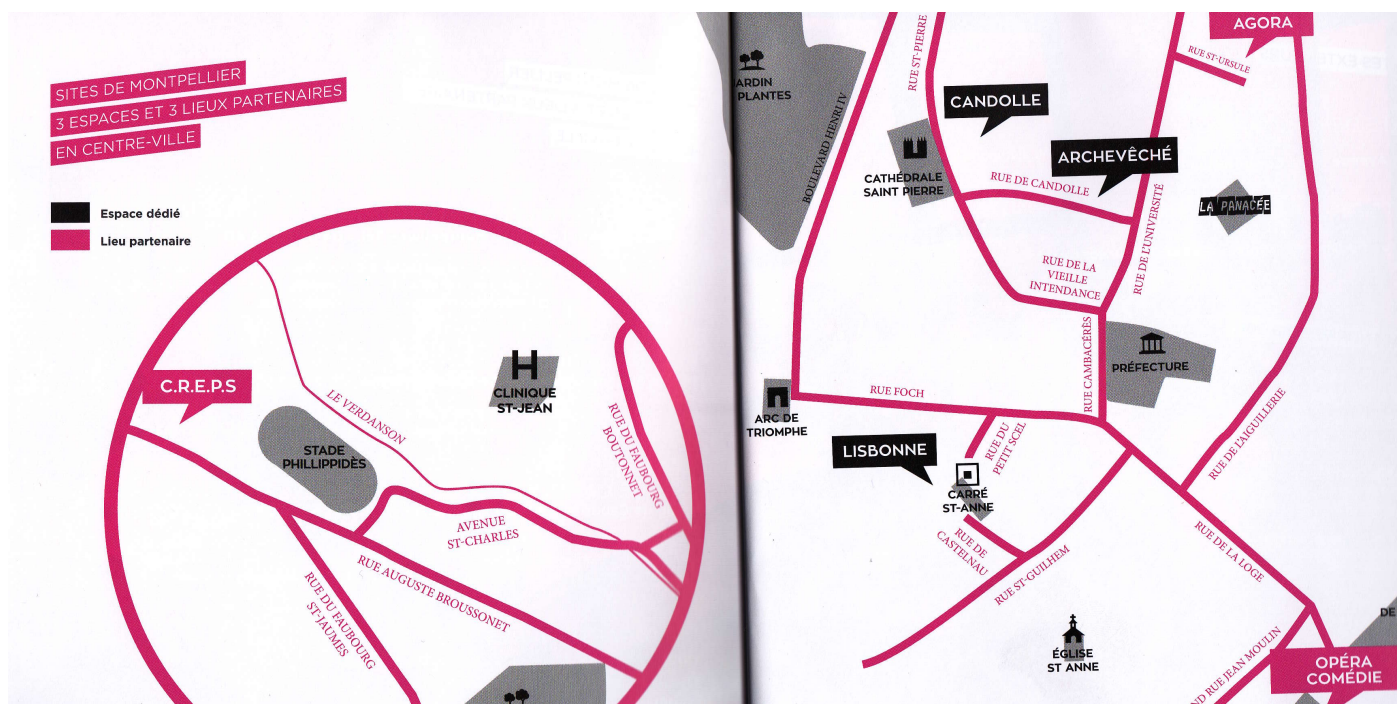 SITES DE MONTPELLIER
3 ESPACES ET 3 LIEUX PARTENAIRES
EN CENTRE-VILLE
Espace dédié
Lieu partenaire
C.R.E.P.S
LE VERDANSON
STADE
PHILLIPPIDÈS
CLINIQUE
ST-JEAN
RUE DU FAUBOURG
BOUTONNET
AVENUE
ST-CHARLES
RUE AUGUSTE BROUSSONET
RUE DU FAUBOURG
ST-JAUMES
ARDIN
PLANTES
BOULEVARD HENRI IV
RUE ST-PIERRE
CANDOLLE
CATHÉDRALE
SAINT PIERRE
RUE DE CANDOLLE
ARCHEVÊCHÉ
AGORA
RUE ST-URSULE
LA PANACÉE
RUE DE L'UNIVERSITÉ
RUE DE LA
VIEILLE
INTENDANCE
RUE CAMBACÉRÈS
PRÉFECTURE
ARC DE
TRIOMPHE
RUE FOCH
RUE DU
PETIT SCEL
LISBONNE
CARRÉ
ST-ANNE
RUE DE
CASTELNAU
RUE ST-GUILHEM
RUE DE L'AIGUILLERIE
RUE DE LA LOGE
ÉGLISE
ST ANNE
ND RUE JEAN MOULIN
DE
OPÉRA
COMÉDIE